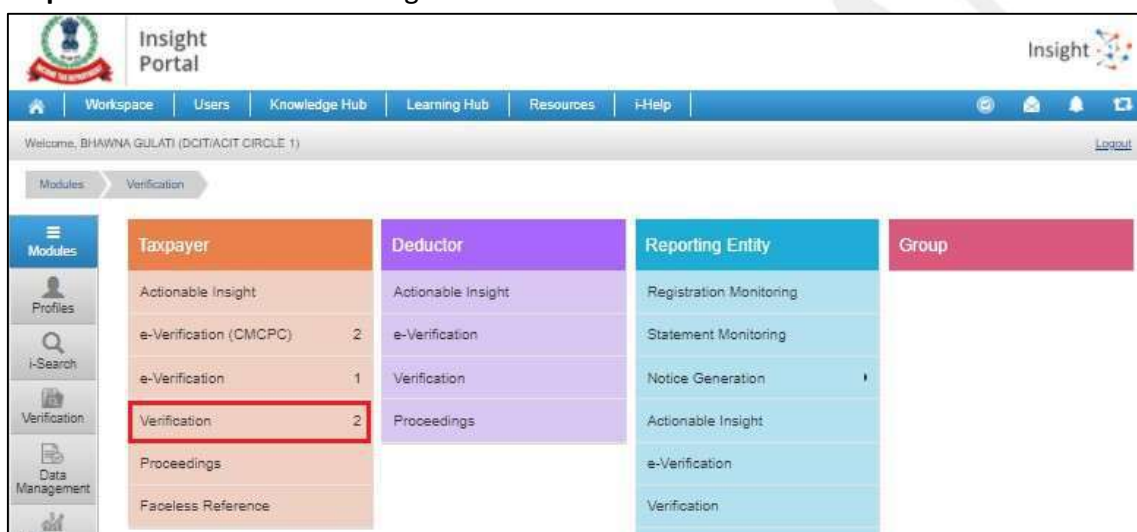 Insight
Portal
Insight
Workspace Users Knowledge Hub Learning Hub Resources i-Help
Welcome, BHAWNA GULATI (DCIT/ACIT CIRCLE 1) Logout
Modules Verification
Modules
Profiles
i-Search
Verification
Data
Management
Taxpayer
Actionable Insight
e-Verification (CMCPC) 2
e-Verification 1
Verification 2
Proceedings
Faceless Reference
Deductor
Actionable Insight
e-Verification
Verification
Proceedings
Reporting Entity
Registration Monitoring
Statement Monitoring
Notice Generation
Actionable Insight
e-Verification
Verification
Group